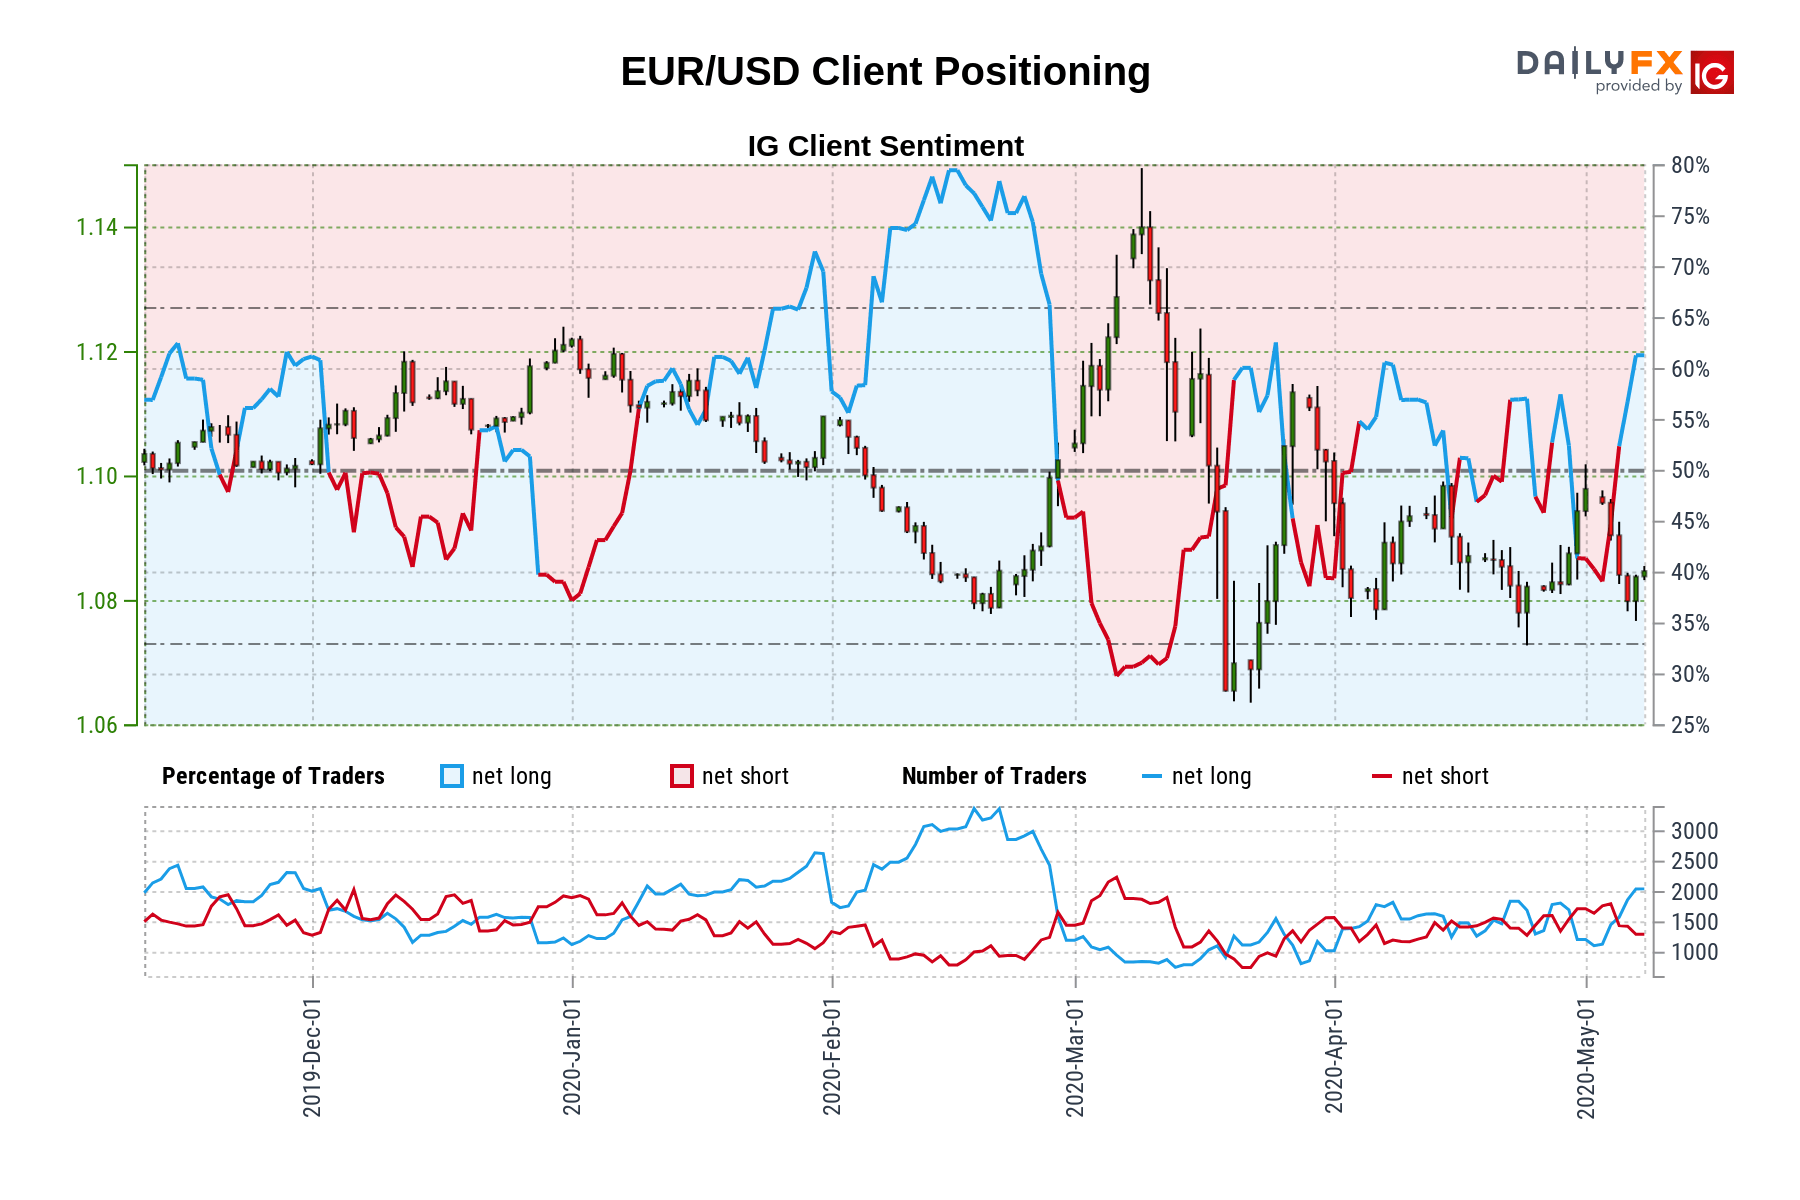 EUR/USD Client Positioning
DAILYFX
provided by
IG
IG Client Sentiment
1.14
1.12
1.10
1.08
1.06
80%
75%
70%
65%
60%
55%
50%
45%
40%
35%
30%
25%
Percentage of Traders net long net short Number of Traders net long net short
3000
2500
2000
1500
1000
2019-Dec-01
2020-Jan-01
2020-Feb-01
2020-Mar-01
2020-Apr-01
2020-May-01